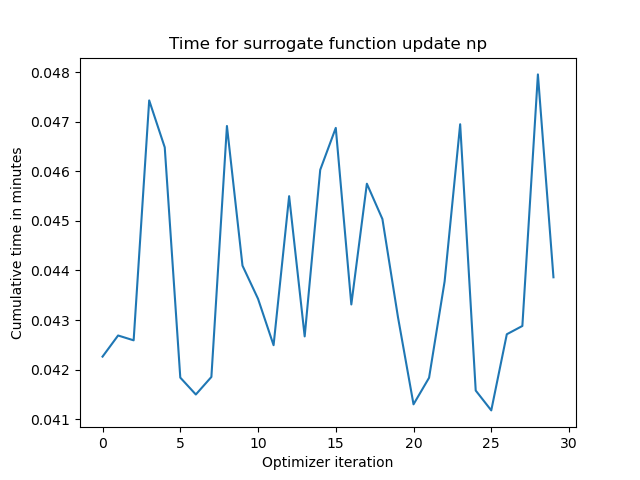 Time for surrogate function update np
Cumulative time in minutes
0.048
0.047
0.046
0.045
0.044
0.043
0.042
0.041
0 5 10 15 20 25 30
Optimizer iteration